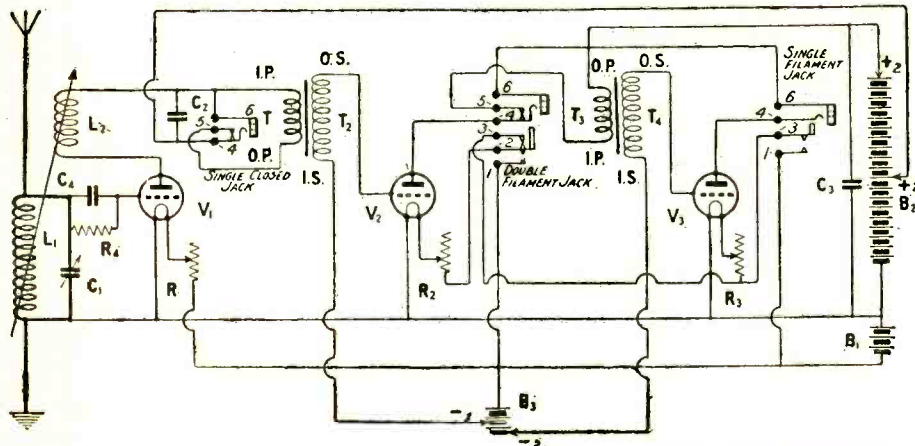 I.P.
O.S.
C2
6
T
5
4
T2
O.P.
I.S.
SINGLE CLOSED
JACK
L2
C4
V1
R4
L1
C1
R
V2
R2
6
5
4
3
2
1
DOUBLE
FILAMENT JACK
O.P.
O.S.
T3
T4
I.P.
I.S.
V3
R3
SINGLE
FILAMENT
JACK
6
4
3
1
C3
+2
+1
B2
B1
B3
-1
-2